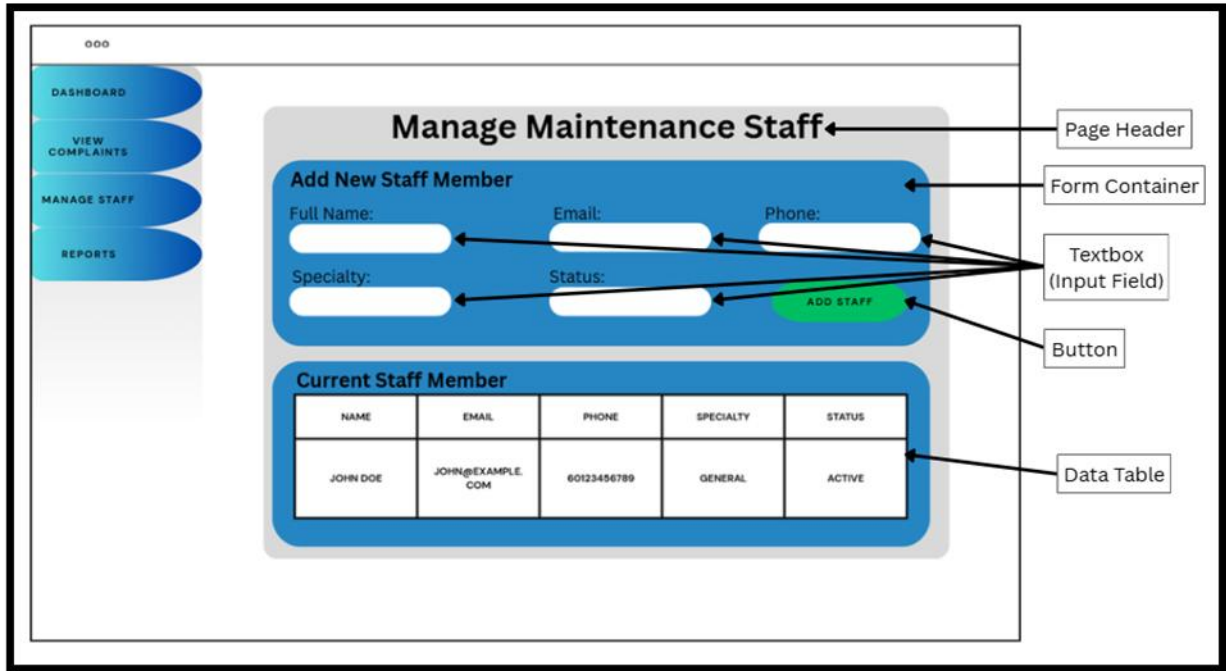 ooo
DASHBOARD
VIEW
COMPLAINTS
MANAGE STAFF
REPORTS
Manage Maintenance Staff
Add New Staff Member
Full Name:
Email:
Phone:
Specialty:
Status:
ADD STAFF
Current Staff Member
NAME EMAIL PHONE SPECIALTY STATUS
JOHN DOE JOHN@EXAMPLE. 60123456789 GENERAL ACTIVE
COM
Page Header
Form Container
Textbox
(Input Field)
Button
Data Table